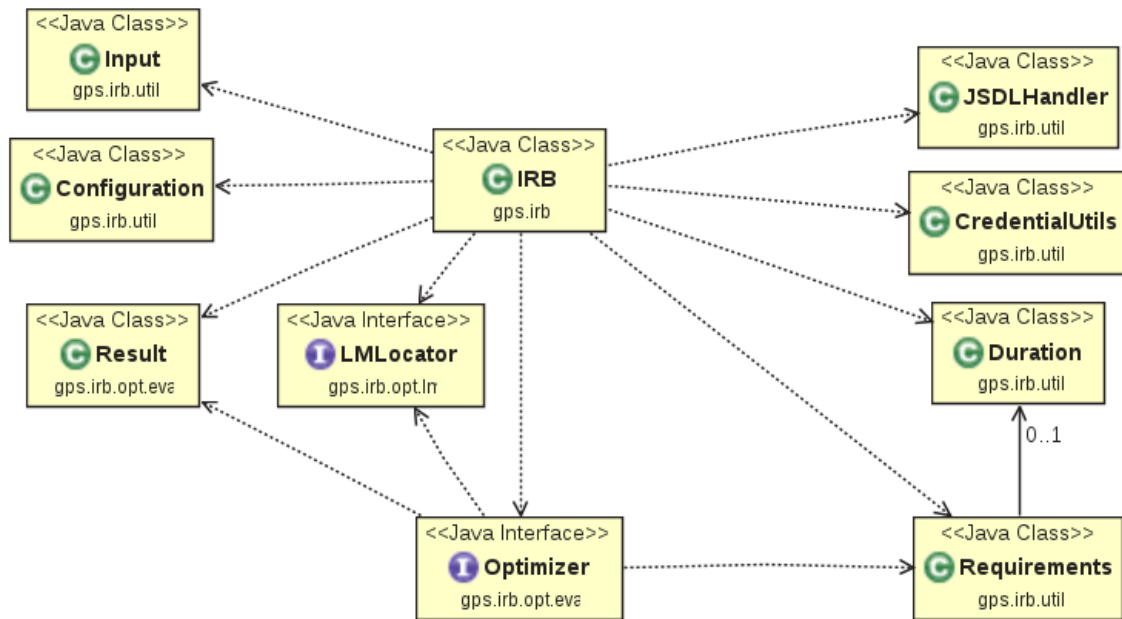 <<Java Class>>
C Input
gps.irb.util
<<Java Class>>
C Configuration
gps.irb.util
<<Java Class>>
C IRB
gps.irb
<<Java Class>>
C JSDLHandler
gps.irb.util
<<Java Class>>
C CredentialUtils
gps.irb.util
<<Java Class>>
C Result
gps.irb.opt.eva
<<Java Interface>>
I LMLocator
gps.irb.opt.lm
<<Java Class>>
C Duration
gps.irb.util
0..1
<<Java Interface>>
I Optimizer
gps.irb.opt.eva
<<Java Class>>
C Requirements
gps.irb.util